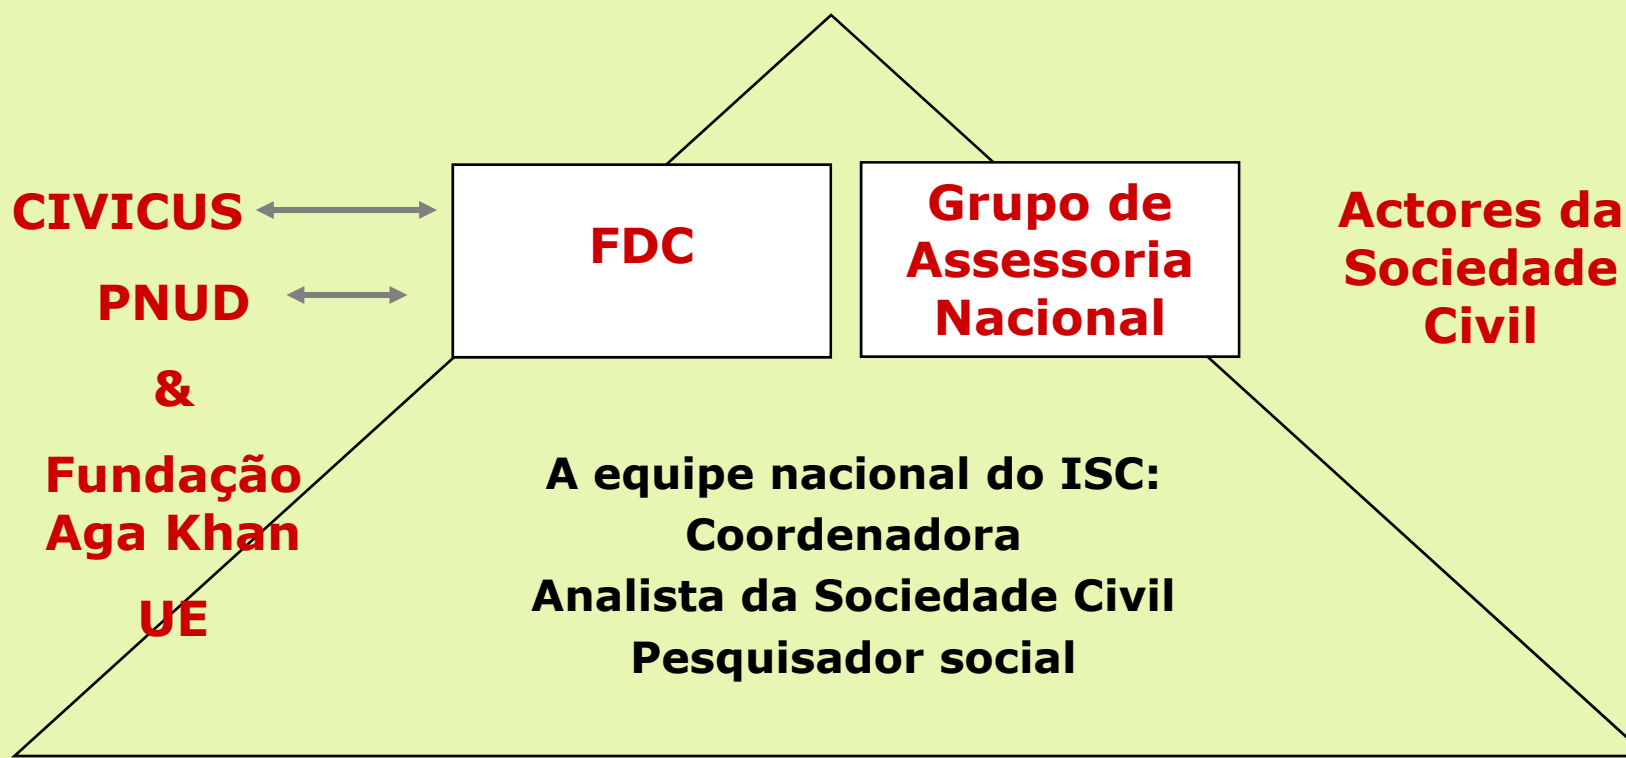 CIVICUS
PNUD
&
Fundação
Aga Khan
UE
FDC
Grupo de
Assessoria
Nacional
Actores da
Sociedade
Civil
A equipe nacional do ISC:
Coordenadora
Analista da Sociedade Civil
Pesquisador social